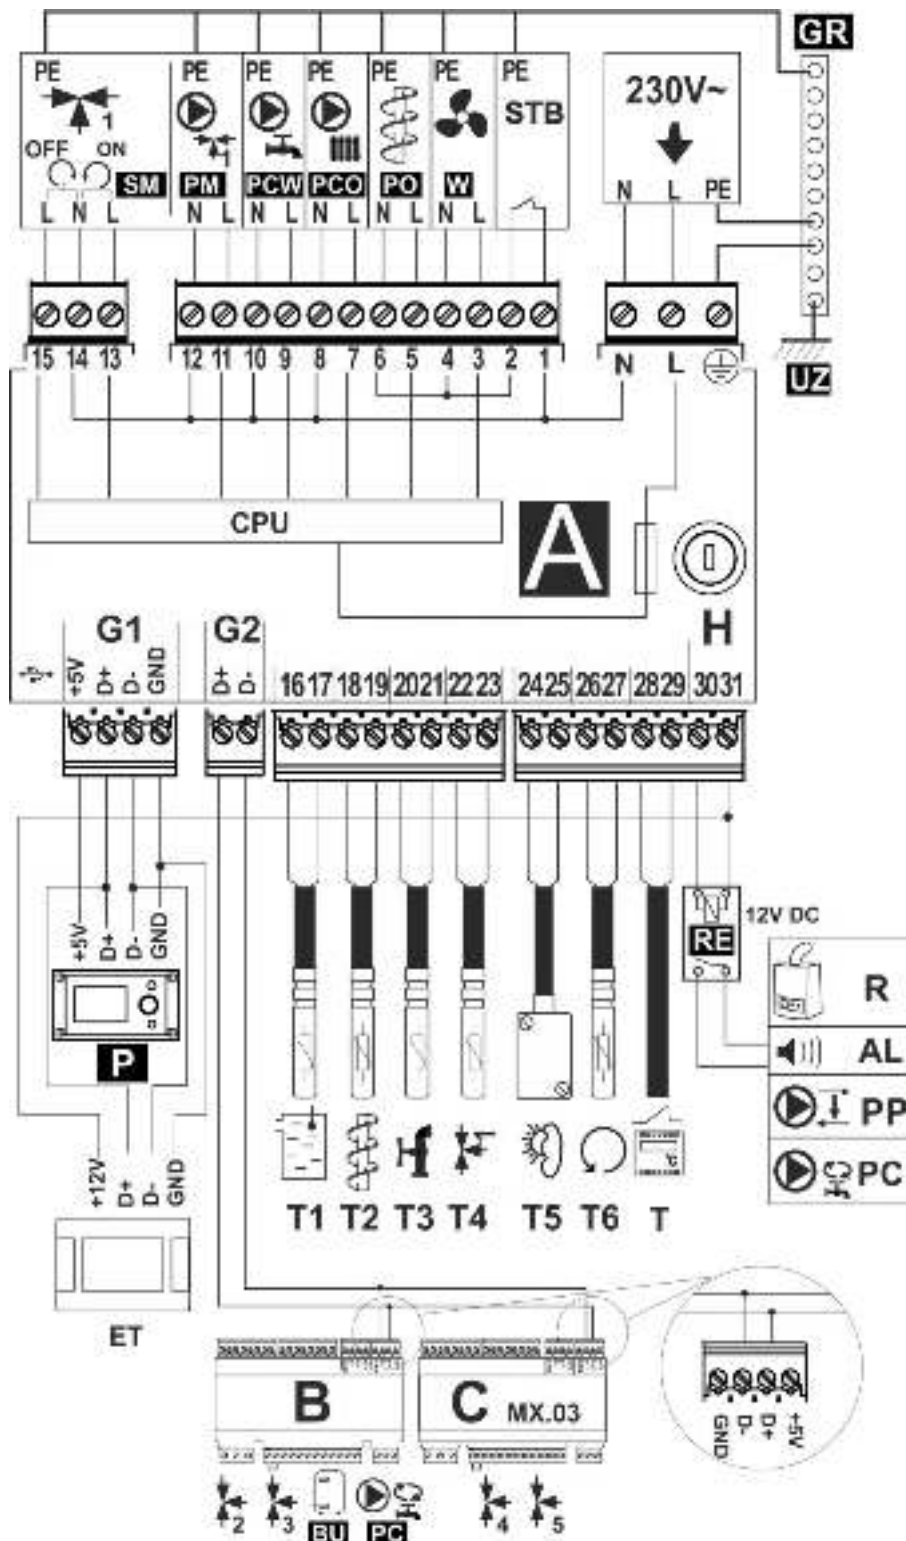 GR
PE PE PE PE PE PE PE
1
STB
230V~
OFF ON
SM PM PCW PCO PO W
N L PE
L N L N L N L N L N L N L
15 14 13 12 11 10 9 8 7 6 5 4 3 2 1 N L
UZ
CPU
A
H
G1 G2
+5V D+ D- GND D+ D-
16 17 18 19 20 21 22 23 24 25 26 27 28 29 30 31
12V DC
RE
+5V D+ D- GND
R
P
AL
PP
°C
PC
+12V D+ D- GND
T1 T2 T3 T4 T5 T6 T
ET
B C MX.03
GND D- D+ +5V
2 3 4 5
BU PC